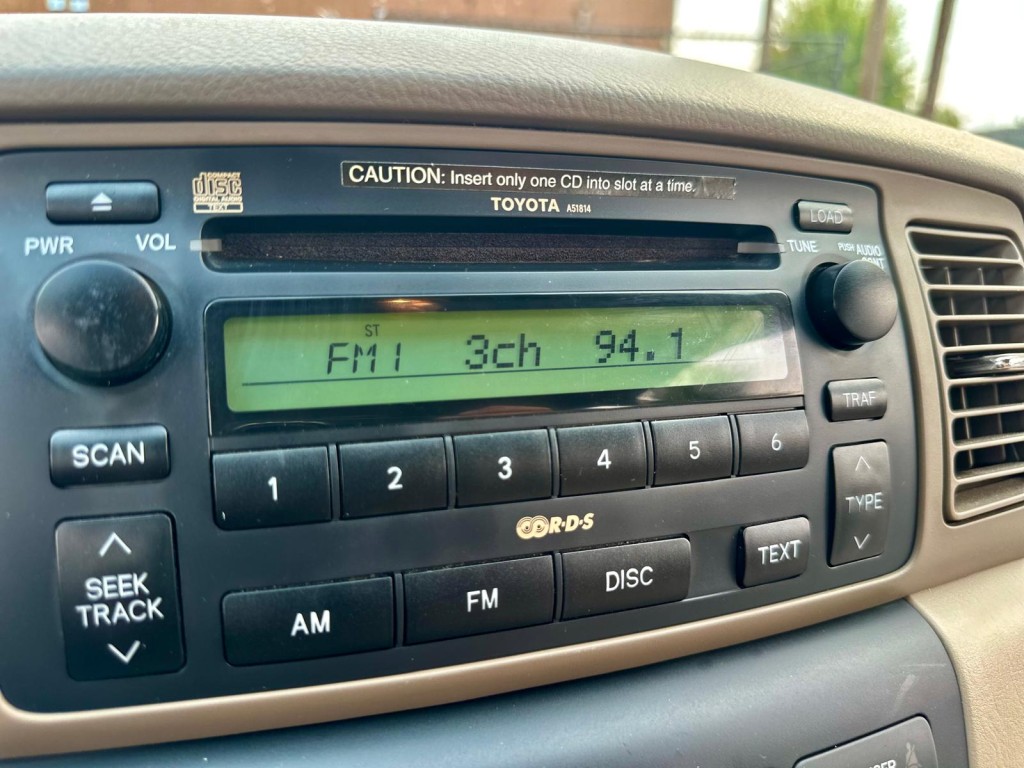 CAUTION: Insert only one CD into slot at a time.
COMPACT
disc
DIGITAL AUDIO
TEXT
TOYOTA A51814
LOAD
PWR VOL
TUNE PUSH AUDIO
CONT
ST
FM1 3ch 94.1
TRAF
SCAN
1 2 3 4 5 6
TYPE
R·D·S
SEEK
TRACK
AM FM DISC TEXT